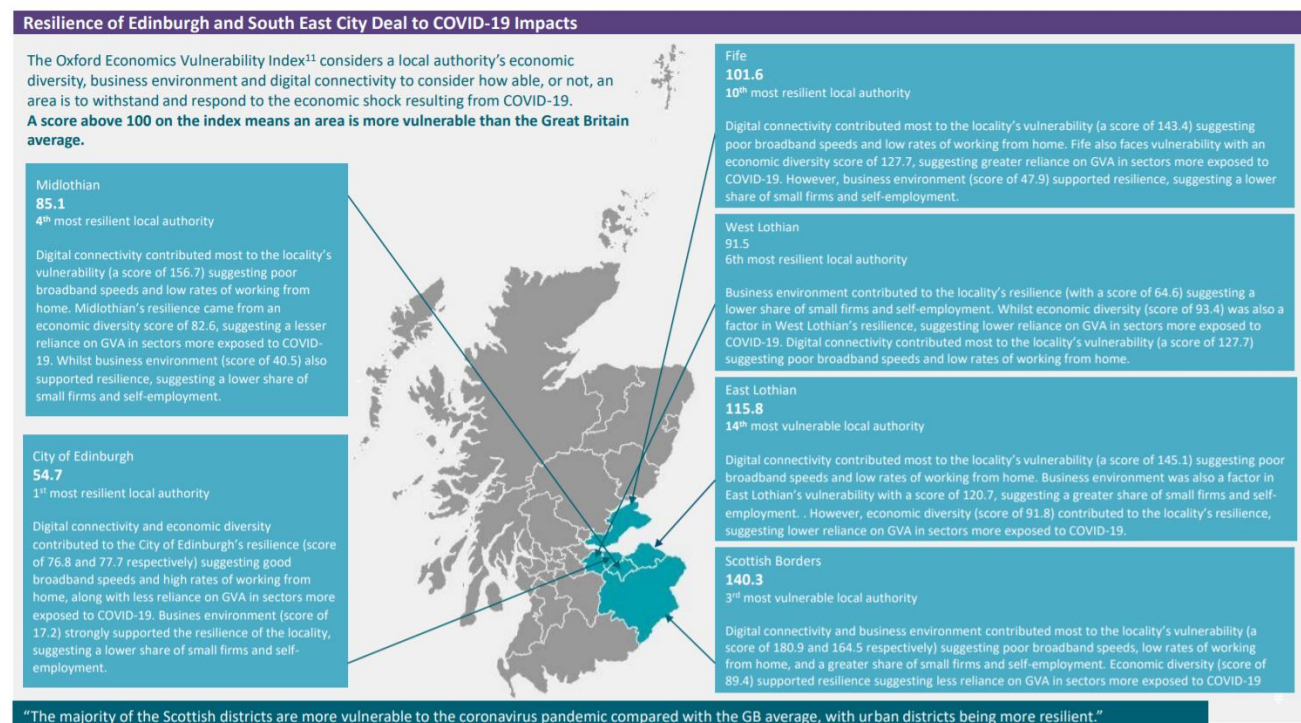 Resilience of Edinburgh and South East City Deal to COVID-19 Impacts
The Oxford Economics Vulnerability Index11 considers a local authority's economic
diversity, business environment and digital connectivity to consider how able, or not, an
area is to withstand and respond to the economic shock resulting from COVID-19.
A score above 100 on the index means an area is more vulnerable than the Great Britain
average.
Midlothian
85.1
4th most resilient local authority
Digital connectivity contributed most to the locality's
vulnerability (a score of 156.7) suggesting poor
broadband speeds and low rates of working from
home. Midlothian's resilience came from an
economic diversity score of 82.6, suggesting a lesser
reliance on GVA in sectors more exposed to COVID-
19. Whilst business environment (score of 40.5) also
supported resilience, suggesting a lower share of
small firms and self-employment.
City of Edinburgh
54.7
1st most resilient local authority
Digital connectivity and economic diversity
contributed to the City of Edinburgh's resilience (score
of 76.8 and 77.7 respectively) suggesting good
broadband speeds and high rates of working from
home, along with less reliance on GVA in sectors more
exposed to COVID-19. Busines environment (score of
17.2) strongly supported the resilience of the locality,
suggesting a lower share of small firms and self-
employment.
Fife
101.6
10th most resilient local authority
Digital connectivity contributed most to the locality's vulnerability (a score of 143.4) suggesting
poor broadband speeds and low rates of working from home. Fife also faces vulnerability with an
economic diversity score of 127.7, suggesting greater reliance on GVA in sectors more exposed to
COVID-19. However, business environment (score of 47.9) supported resilience, suggesting a lower
share of small firms and self-employment.
West Lothian
91.5
6th most resilient local authority
Business environment contributed to the locality's resilience (with a score of 64.6) suggesting a
lower share of small firms and self-employment. Whilst economic diversity (score of 93.4) was also a
factor in West Lothian's resilience, suggesting lower reliance on GVA in sectors more exposed to
COVID-19. Digital connectivity contributed most to the locality's vulnerability (a score of 127.7)
suggesting poor broadband speeds and low rates of working from home.
East Lothian
115.8
14th most vulnerable local authority
Digital connectivity contributed most to the locality's vulnerability (a score of 145.1) suggesting poor
broadband speeds and low rates of working from home. Business environment was also a factor in
East Lothian's vulnerability with a score of 120.7, suggesting a greater share of small firms and self-
employment. . However, economic diversity (score of 91.8) contributed to the locality's resilience,
suggesting lower reliance on GVA in sectors more exposed to COVID-19.
Scottish Borders
140.3
3rd most vulnerable local authority
Digital connectivity and business environment contributed most to the locality's vulnerability (a
score of 180.9 and 164.5 respectively) suggesting poor broadband speeds, low rates of working
from home, and a greater share of small firms and self-employment. Economic diversity (score of
89.4) supported resilience suggesting less reliance on GVA in sectors more exposed to COVID-19
"The majority of the Scottish districts are more vulnerable to the coronavirus pandemic compared with the GB average, with urban districts being more resilient."